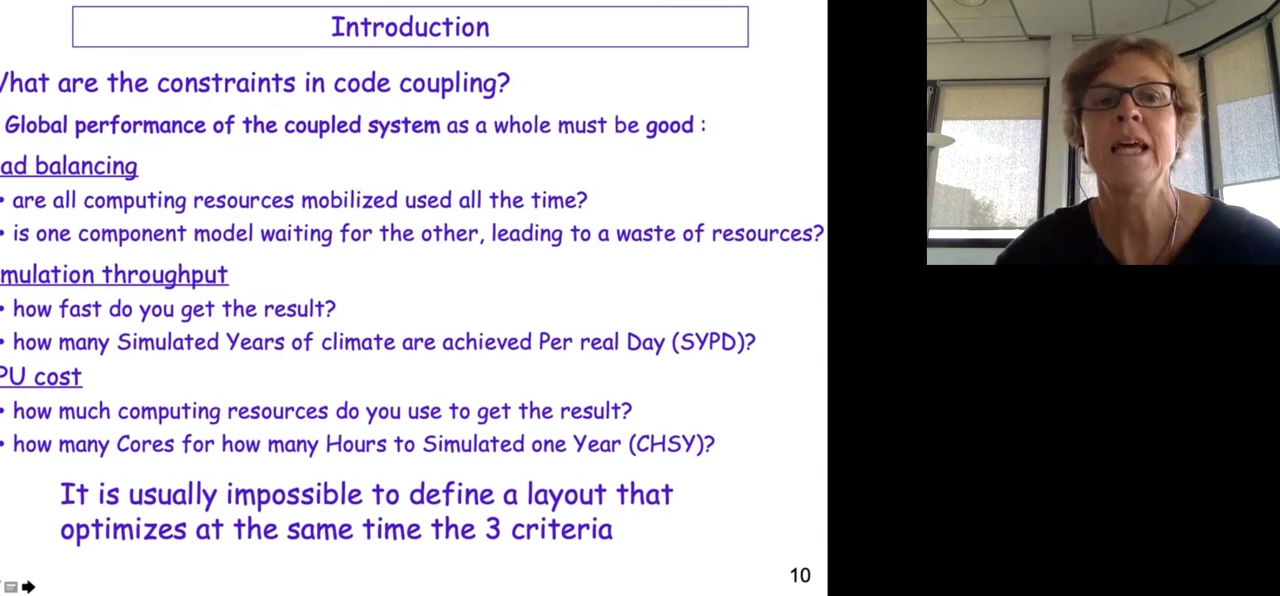 Introduction
hat are the constraints in code coupling?
Global performance of the coupled system as a whole must be good :
ad balancing
• are all computing resources mobilized used all the time?
• is one component model waiting for the other, leading to a waste of resources?
mulation throughput
• how fast do you get the result?
• how many Simulated Years of climate are achieved Per real Day (SYPD)?
PU cost
• how much computing resources do you use to get the result?
• how many Cores for how many Hours to Simulated one Year (CHSY)?
It is usually impossible to define a layout that
optimizes at the same time the 3 criteria
10